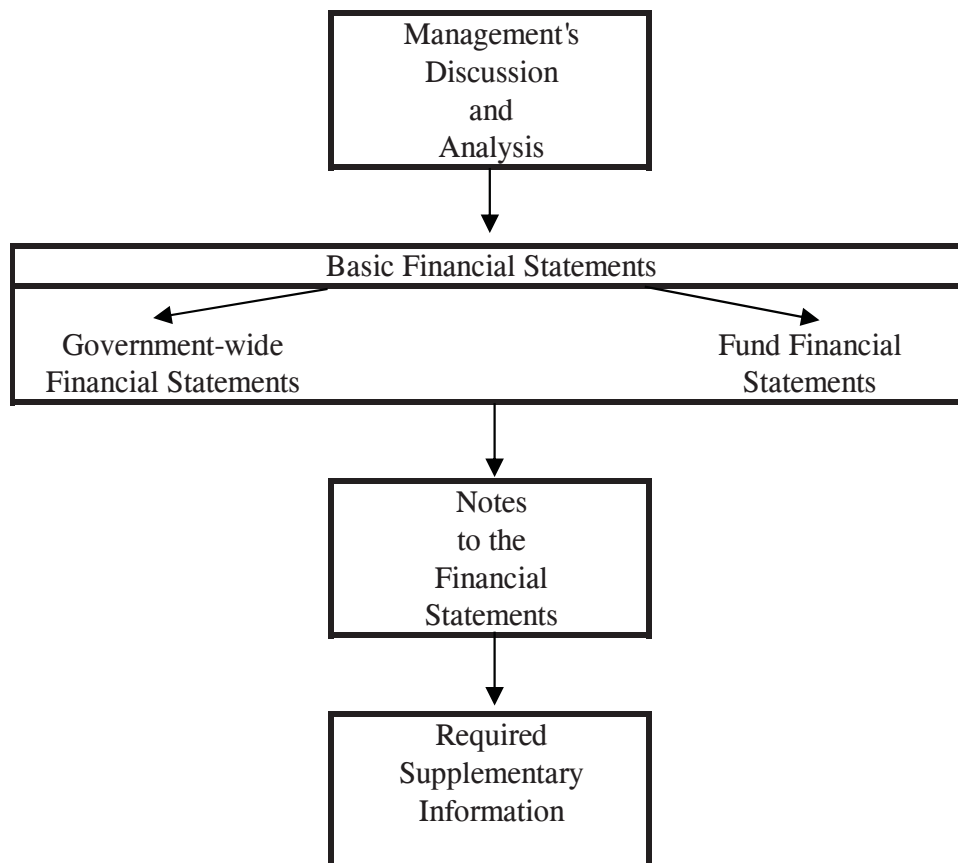 Management's
Discussion
and
Analysis
Basic Financial Statements
Government-wide
Financial Statements
Fund Financial
Statements
Notes
to the
Financial
Statements
Required
Supplementary
Information